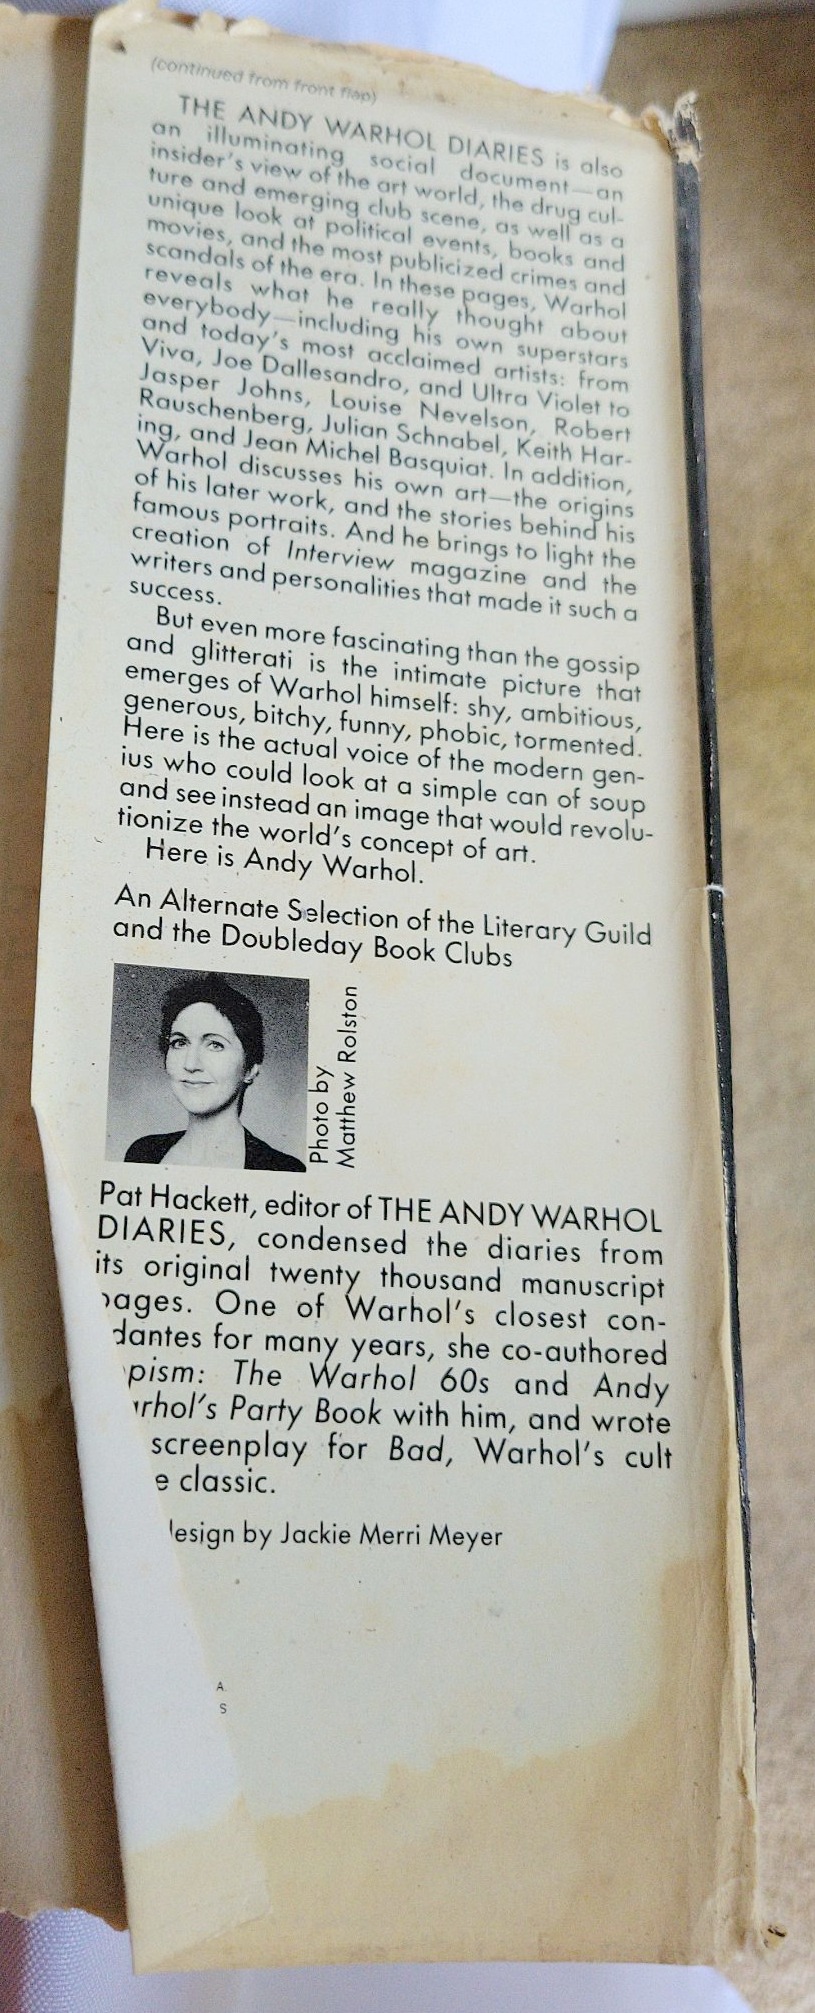 (continued from front flap)
THE ANDY WARHOL DIARIES is also
an illuminating social document—an
insider's view of the art world, the drug cul-
ture and emerging club scene, as well as a
unique look at political events, books and
movies, and the most publicized crimes and
scandals of the era. In these pages, Warhol
reveals what he really thought about
everybody—including his own superstars
and today's most acclaimed artists: from
Viva, Joe Dallesandro, and Ultra Violet to
Jasper Johns, Louise Nevelson, Robert
Rauschenberg, Julian Schnabel, Keith Har-
ing, and Jean Michel Basquiat. In addition,
Warhol discusses his own art—the origins
of his later work, and the stories behind his
famous portraits. And he brings to light the
creation of Interview magazine and the
writers and personalities that made it such a
success.
But even more fascinating than the gossip
and glitterati is the intimate picture that
emerges of Warhol himself: shy, ambitious,
generous, bitchy, funny, phobic, tormented.
Here is the actual voice of the modern gen-
ius who could look at a simple can of soup
and see instead an image that would revolu-
tionize the world's concept of art.
Here is Andy Warhol.
An Alternate Selection of the Literary Guild
and the Doubleday Book Clubs
Photo by
Matthew Rolston
Pat Hackett, editor of THE ANDY WARHOL
DIARIES, condensed the diaries from
its original twenty thousand manuscript
ages. One of Warhol's closest con-
dantes for many years, she co-authored
pism: The Warhol 60s and Andy
rhol's Party Book with him, and wrote
screenplay for Bad, Warhol's cult
e classic.
esign by Jackie Merri Meyer
A
S